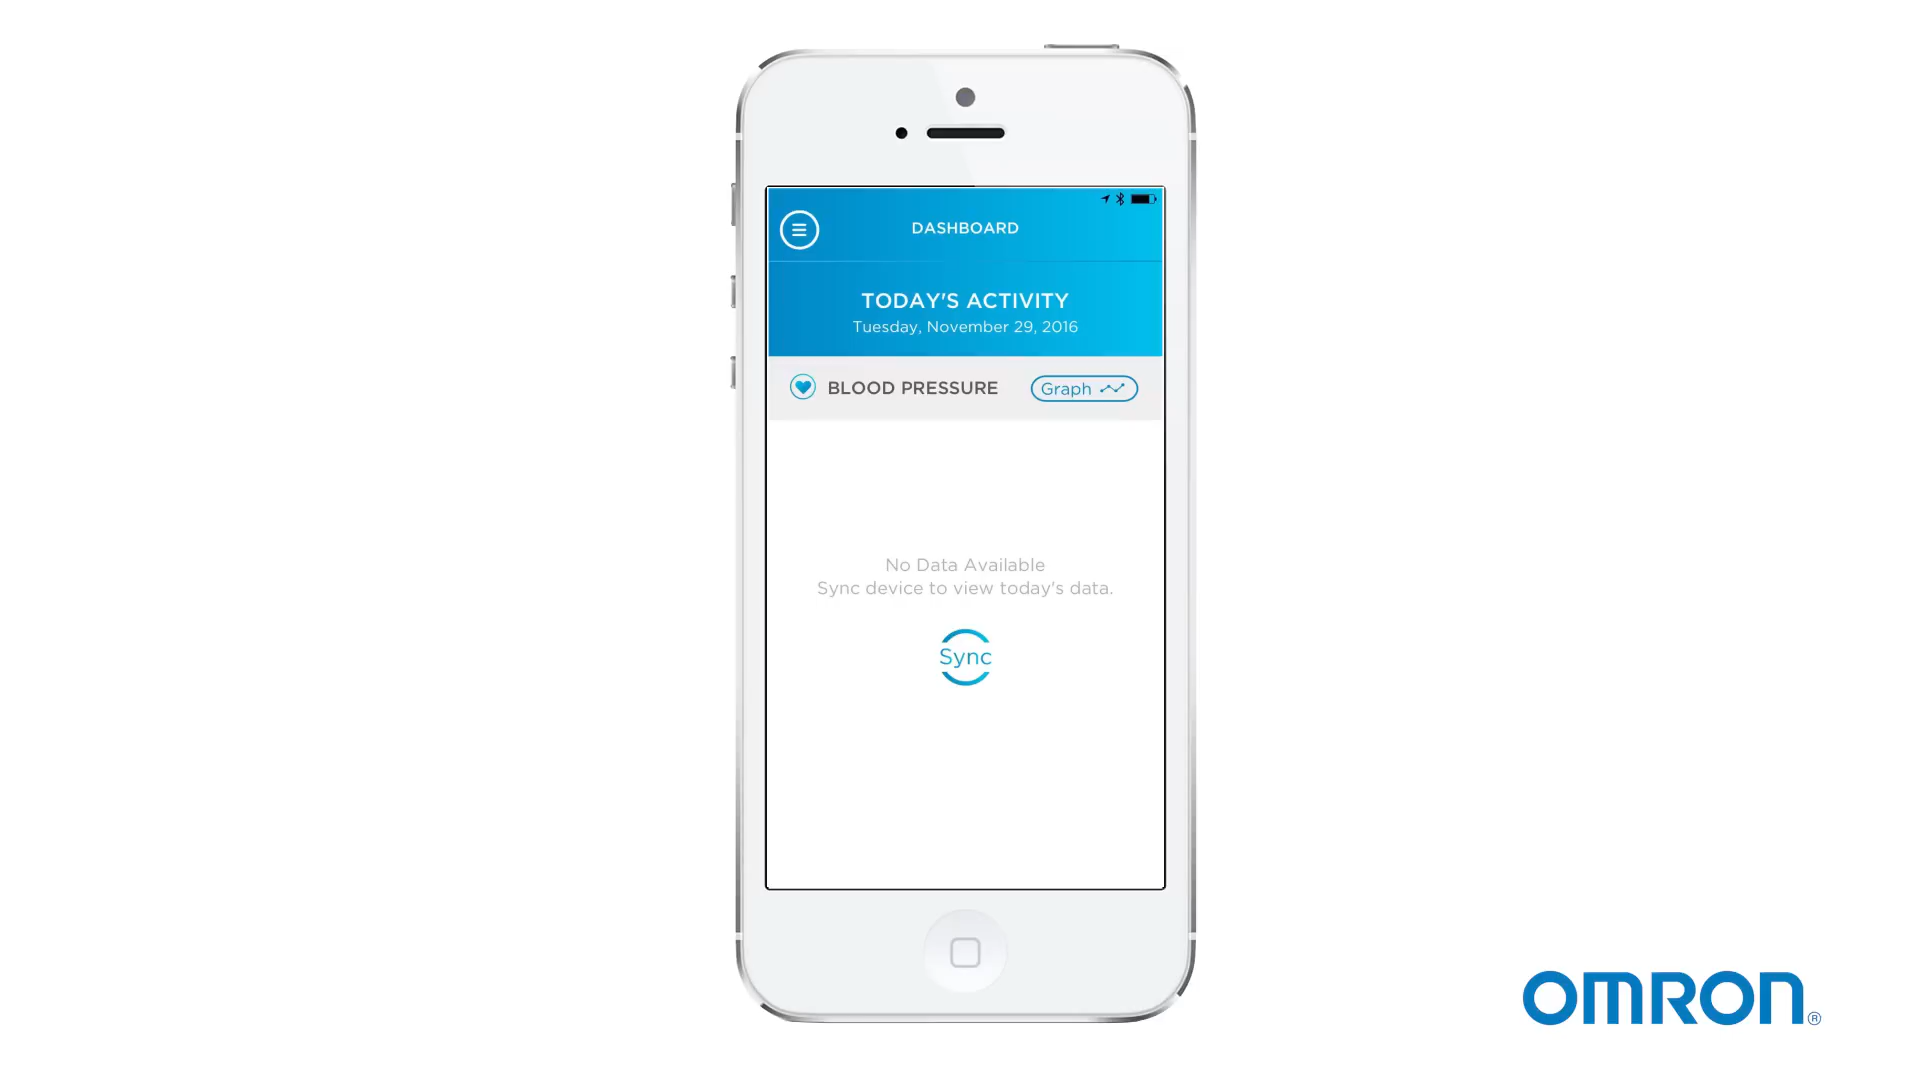 DASHBOARD
TODAY'S ACTIVITY
Tuesday, November 29, 2016
BLOOD PRESSURE
Graph
No Data Available
Sync device to view today's data.
Sync
OMRON®